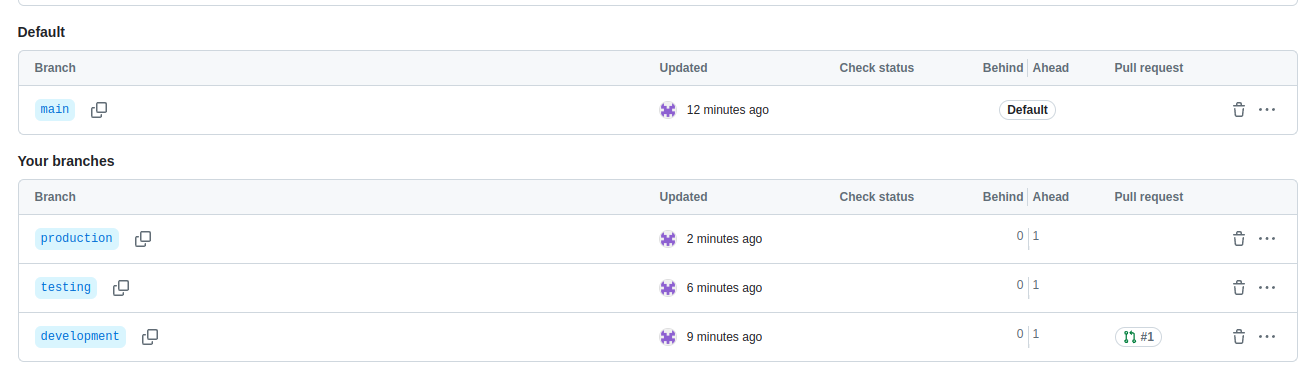 Default
Branch Updated Check status Behind Ahead Pull request
main 12 minutes ago Default
Your branches
Branch Updated Check status Behind Ahead Pull request
production 2 minutes ago 0 1
testing 6 minutes ago 0 1
development 9 minutes ago 0 1 #1